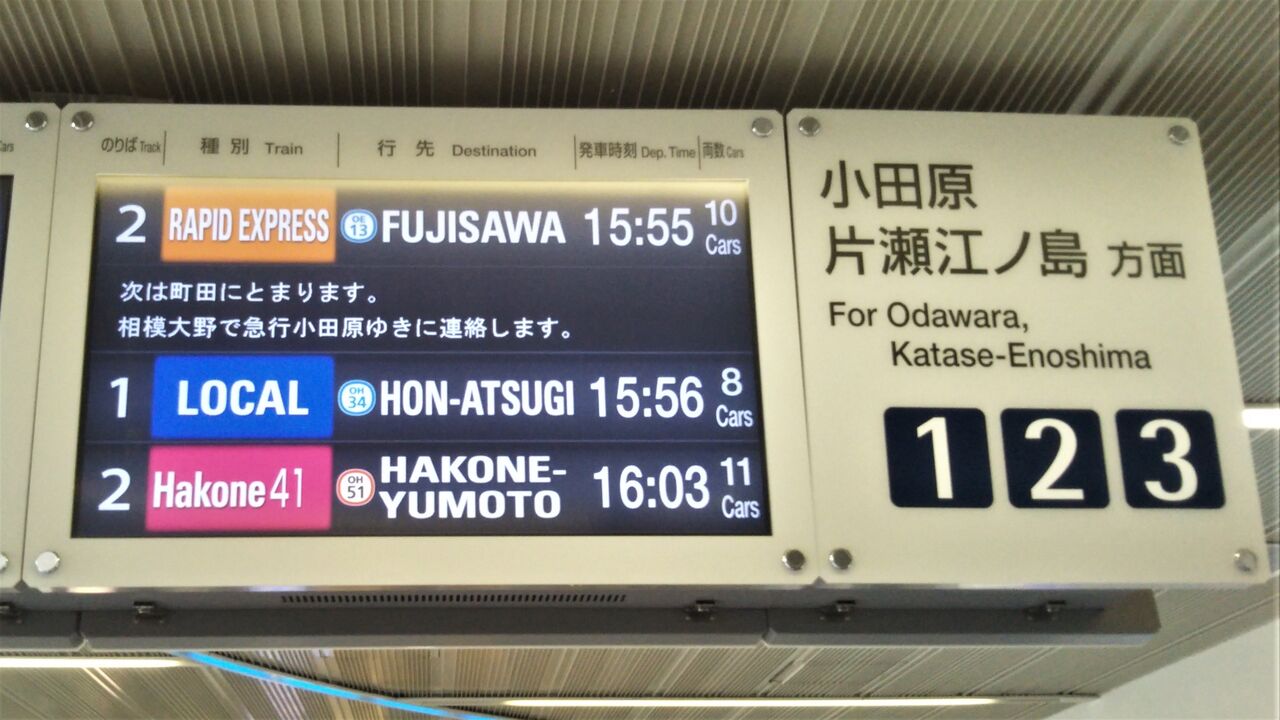 Cars
のりば Track 種別 Train 行先 Destination 発車時刻 Dep. Time 両数 Cars
2 RAPID EXPRESS OE 13 FUJISAWA 15:55 10 Cars
次は町田にとまります。
相模大野で急行小田原ゆきに連絡します。
1 LOCAL OH 34 HON-ATSUGI 15:56 8 Cars
2 Hakone 41 OH 51 HAKONE-YUMOTO 16:03 11 Cars
小田原
片瀬江ノ島 方面
For Odawara,
Katase-Enoshima
1 2 3